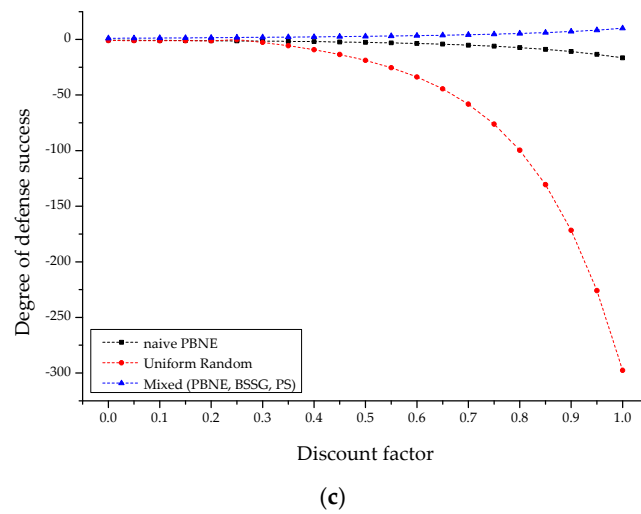 0
-50
-100
-150
-200
-250
-300
Degree of defense success
naive PBNE
Uniform Random
Mixed (PBNE, BSSG, PS)
0.0 0.1 0.2 0.3 0.4 0.5 0.6 0.7 0.8 0.9 1.0
Discount factor
(c)